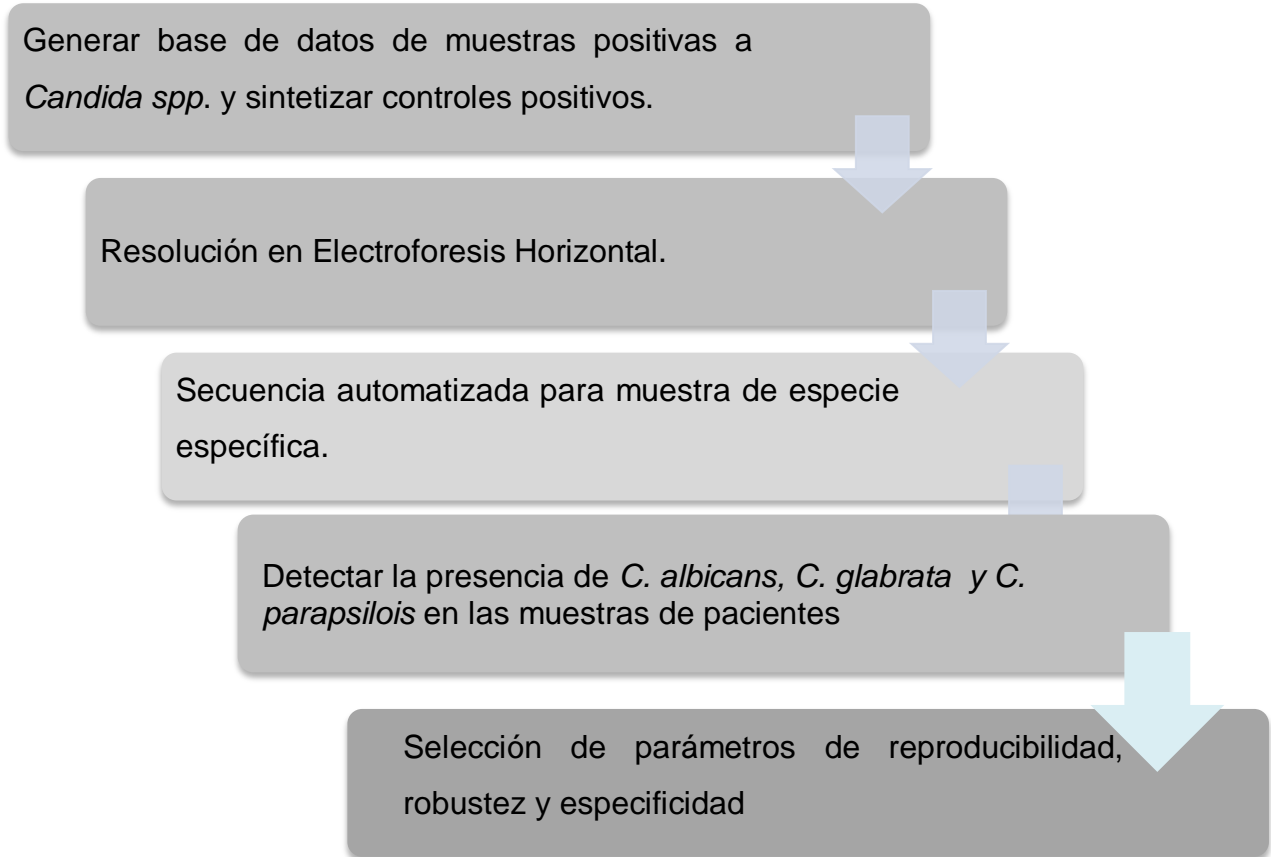 Generar base de datos de muestras positivas a
Candida spp. y sintetizar controles positivos.
Resolución en Electroforesis Horizontal.
Secuencia automatizada para muestra de especie
específica.
Detectar la presencia de C. albicans, C. glabrata y C.
parapsilois en las muestras de pacientes
Selección de parámetros de reproducibilidad,
robustez y especificidad